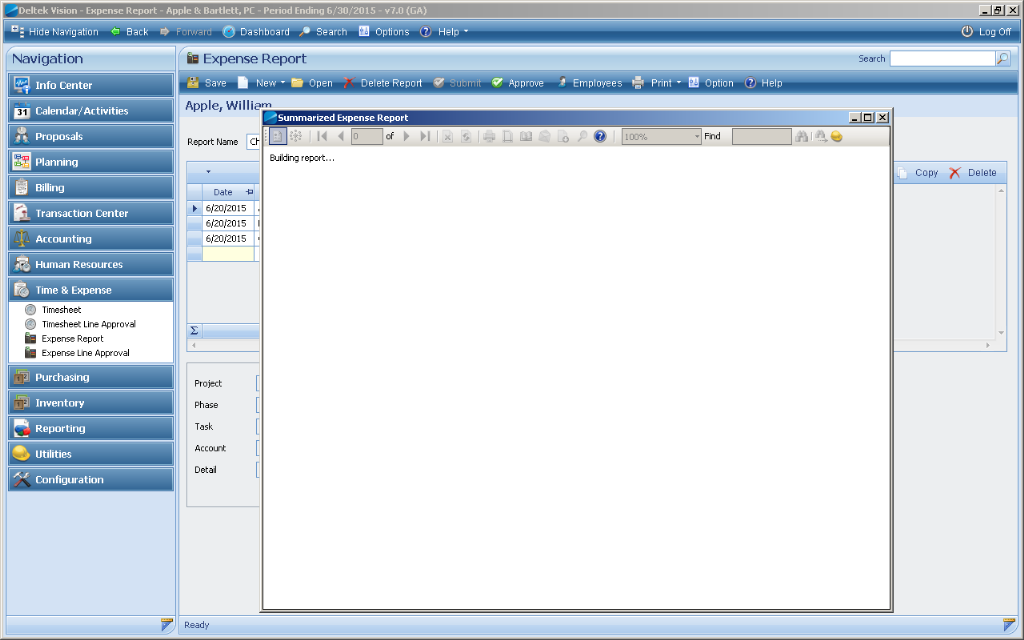 Deltek Vision - Expense Report - Apple & Bartlett, PC - Period Ending 6/30/2015 - v7.0 (GA)
Hide Navigation Back Forward Dashboard Search Options Help Log Off
Navigation
Expense Report
Search
Info Center
31 Calendar/Activities
Proposals
Planning
Billing
Transaction Center
Accounting
Human Resources
Time & Expense
Timesheet
Timesheet Line Approval
Expense Report
Expense Line Approval
Purchasing
Inventory
Reporting
Utilities
Configuration
Save New Open Delete Report Submit Approve Employees Print Option Help
Apple, William
Report Name Ch
Copy Delete
Date
6/20/2015
6/20/2015
6/20/2015
Σ
Project
Phase
Task
Account
Detail
Summarized Expense Report
0 of 100% Find
Building report...
Ready